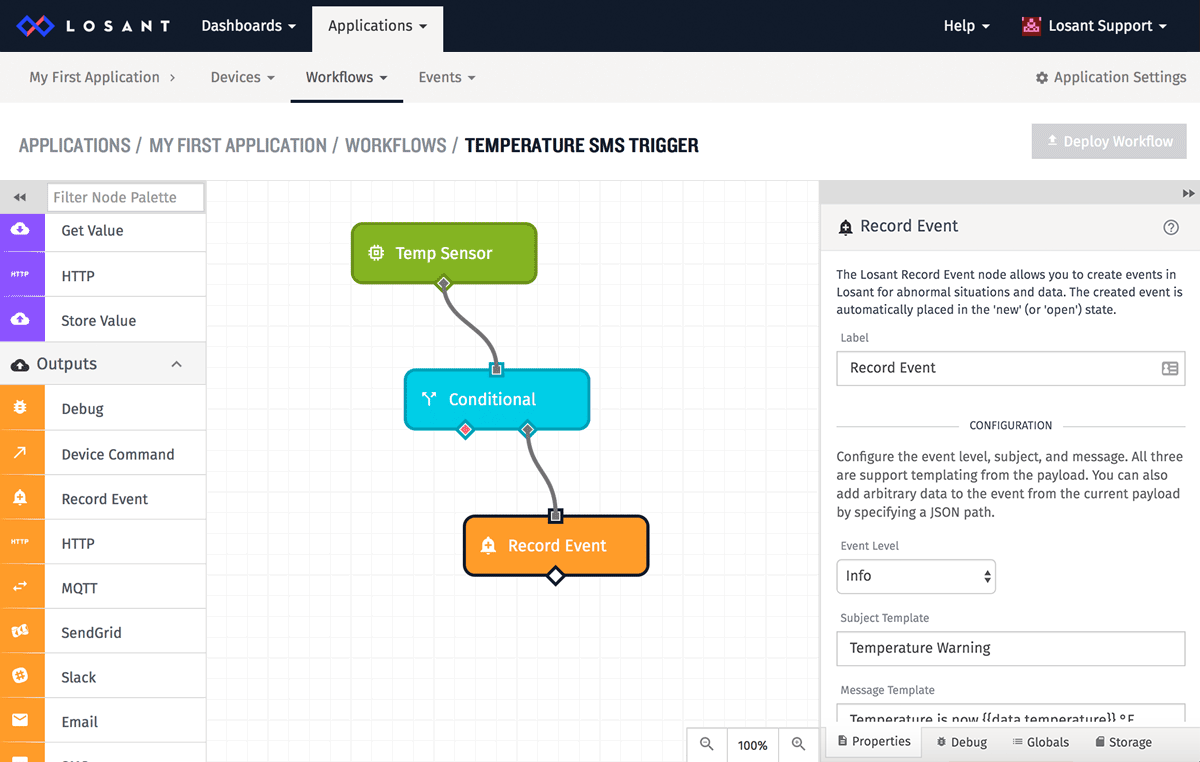 LOSANT
Dashboards
Applications
Help
Losant Support
My First Application
Devices
Workflows
Events
Application Settings
APPLICATIONS / MY FIRST APPLICATION / WORKFLOWS / TEMPERATURE SMS TRIGGER
Deploy Workflow
Filter Node Palette
Get Value
HTTP
HTTP
Store Value
Outputs
Debug
Device Command
Record Event
HTTP
HTTP
MQTT
SendGrid
Slack
Email
Temp Sensor
Conditional
Record Event
100%
Record Event
The Losant Record Event node allows you to create events in
Losant for abnormal situations and data. The created event is
automatically placed in the 'new' (or 'open') state.
Label
Record Event
CONFIGURATION
Configure the event level, subject, and message. All three
are support templating from the payload. You can also
add arbitrary data to the event from the current payload
by specifying a JSON path.
Event Level
Info
Subject Template
Temperature Warning
Message Template
Temperature is now {{data.temperature}} °F
Properties
Debug
Globals
Storage